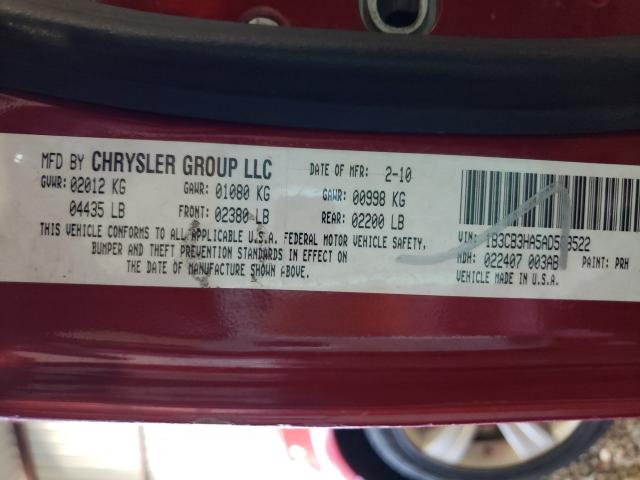 MFD BY CHRYSLER GROUP LLC DATE OF MFR: 2-10
GVWR: 02012 KG GAWR: 01080 KG GAWR: 00998 KG
04435 LB FRONT: 02380 LB REAR: 02200 LB
THIS VEHICLE CONFORMS TO ALL APPLICABLE U.S.A. FEDERAL MOTOR VEHICLE SAFETY,
BUMPER AND THEFT PREVENTION STANDARDS IN EFFECT ON
THE DATE OF MANUFACTURE SHOWN ABOVE.
VIN:
MDH: 022407 003AB PAINT: PRH
VEHICLE MADE IN U.S.A.